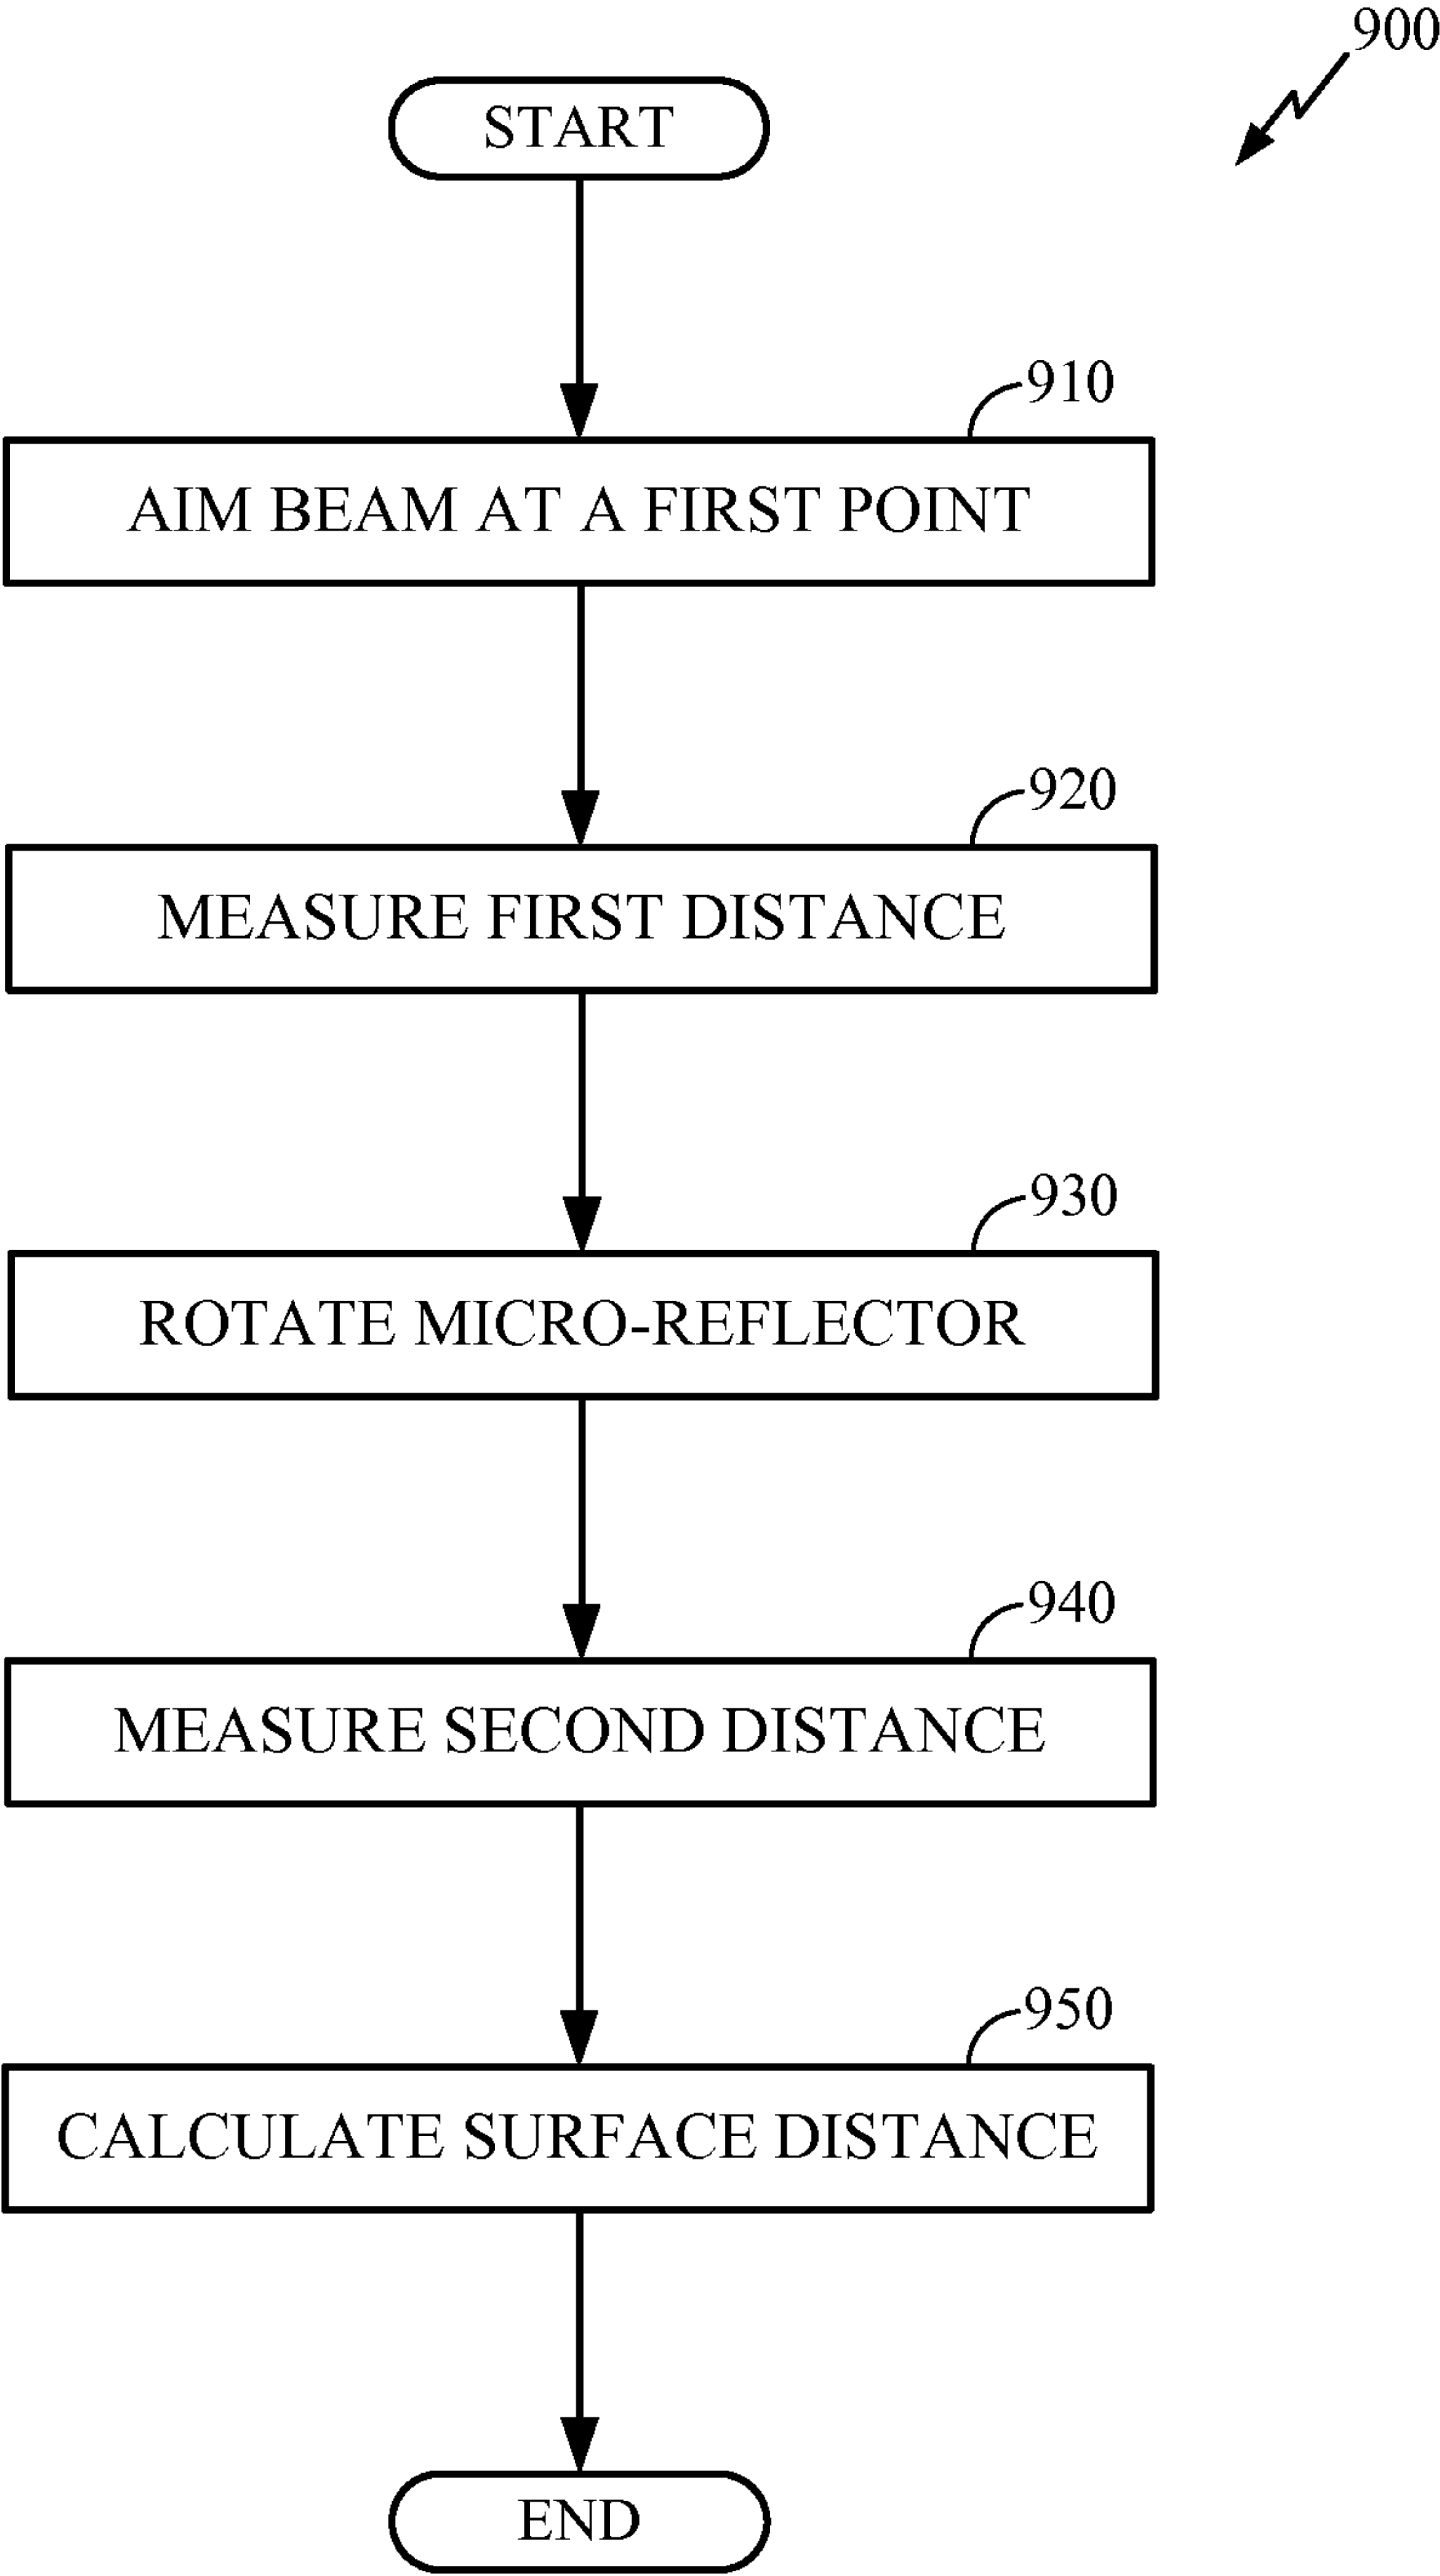 900
START
910
AIM BEAM AT A FIRST POINT
920
MEASURE FIRST DISTANCE
930
ROTATE MICRO-REFLECTOR
940
MEASURE SECOND DISTANCE
950
CALCULATE SURFACE DISTANCE
END